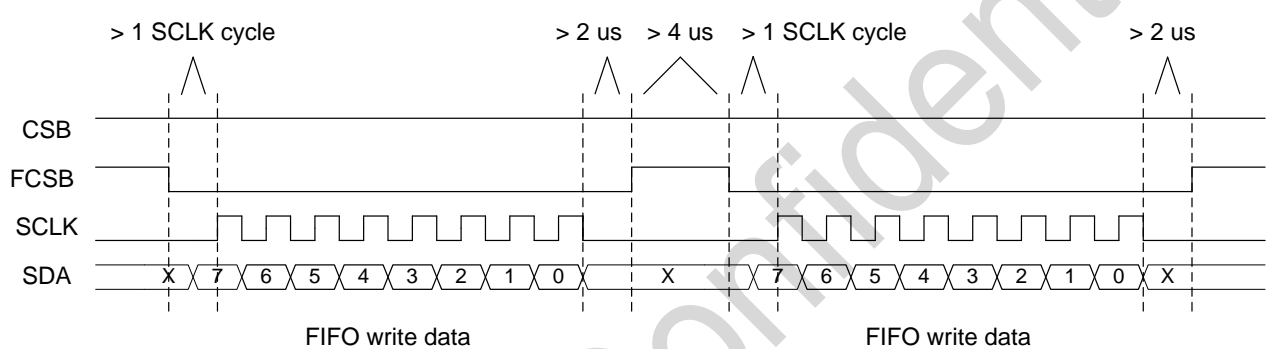 > 1 SCLK cycle > 2 us > 4 us > 1 SCLK cycle > 2 us
CSB
FCSB
SCLK
SDA X 7 6 5 4 3 2 1 0 X 7 6 5 4 3 2 1 0 X
FIFO write data FIFO write data